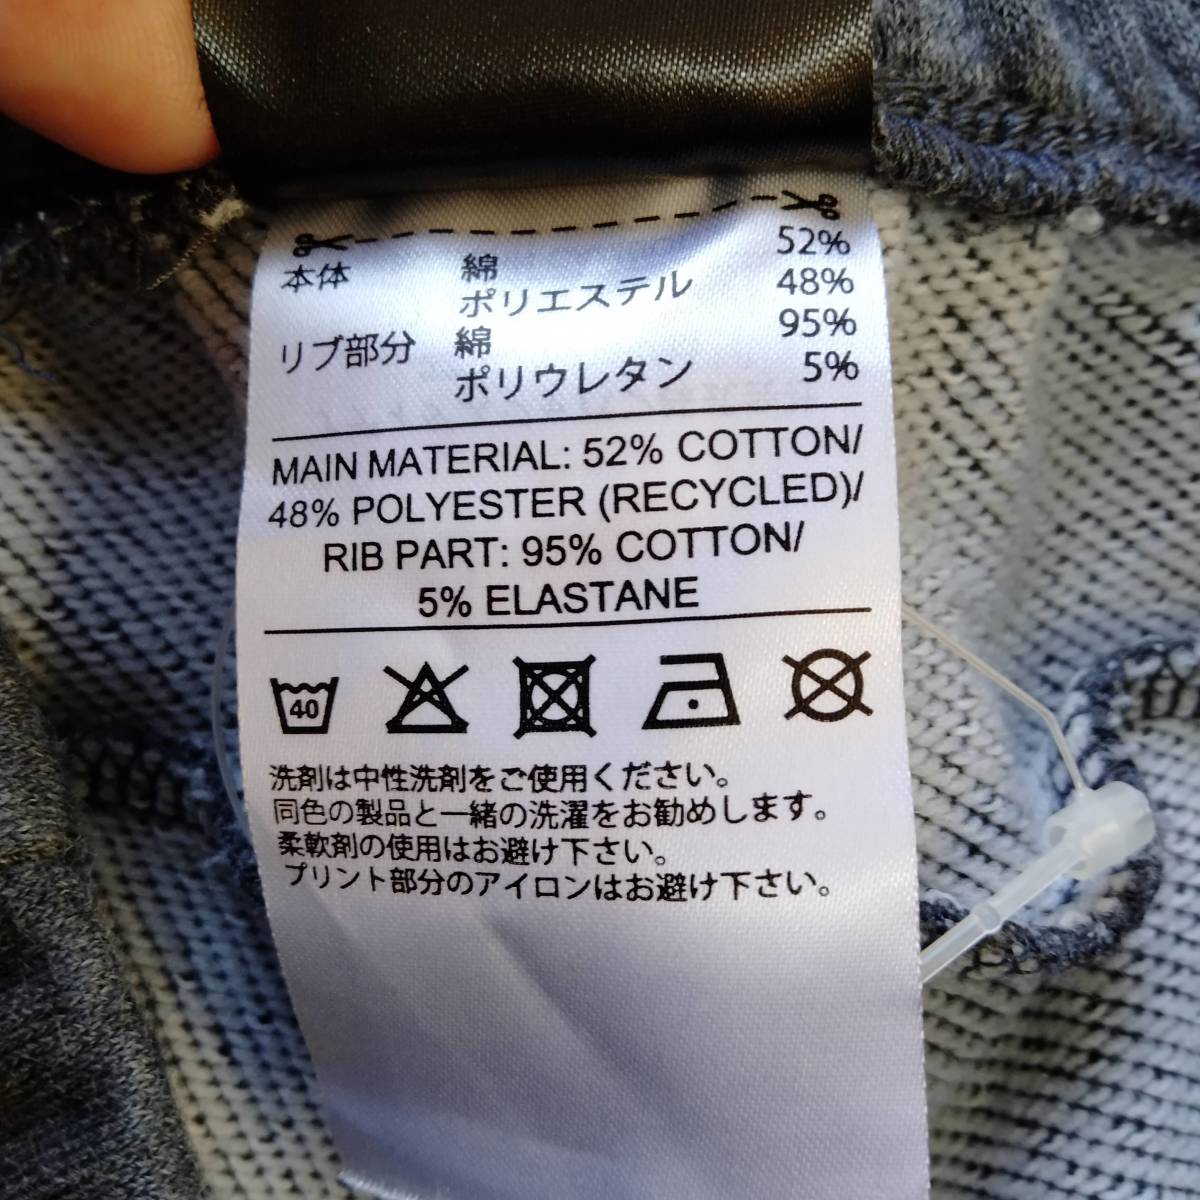 本体 綿 52%
ポリエステル 48%
リブ部分 綿 95%
ポリウレタン 5%
MAIN MATERIAL: 52% COTTON/
48% POLYESTER (RECYCLED)/
RIB PART: 95% COTTON/
5% ELASTANE
40
洗剤は中性洗剤をご使用ください。
同色の製品と一緒の洗濯をお勧めします。
柔軟剤の使用はお避け下さい。
プリント部分のアイロンはお避け下さい。